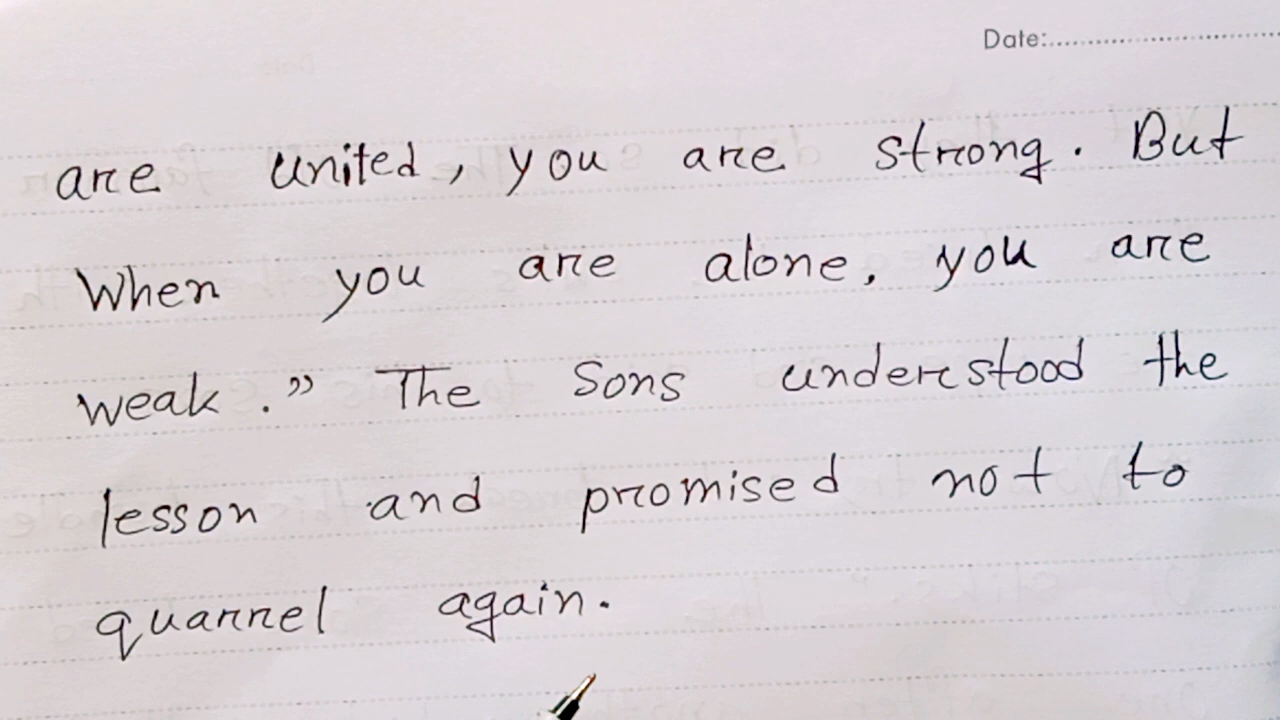 Date:
are united, you are strong. But
When you are alone, you are
weak.” The Sons understood the
lesson and promised not to
quarrel again.